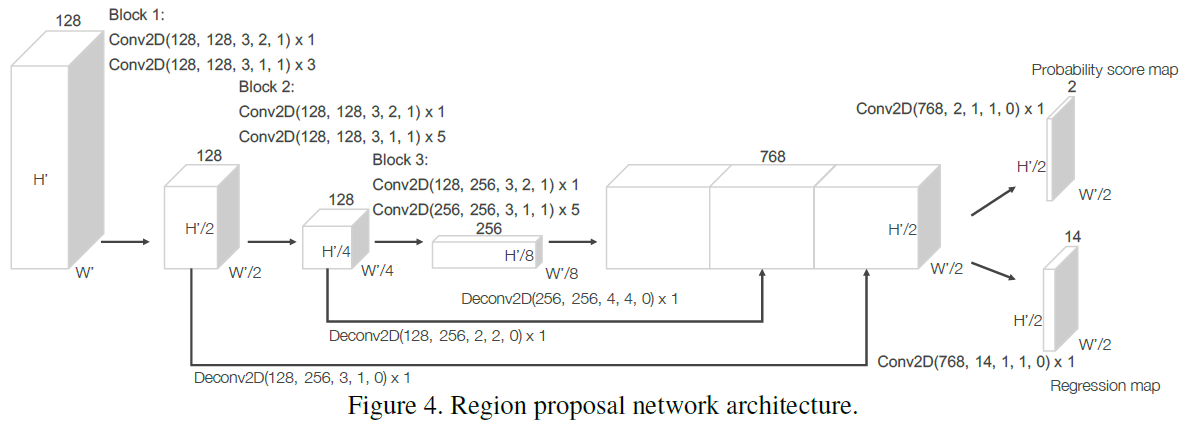 128
Block 1:
Conv2D(128, 128, 3, 2, 1) x 1
Conv2D(128, 128, 3, 1, 1) x 3
H'
W'
Block 2:
Conv2D(128, 128, 3, 2, 1) x 1
Conv2D(128, 128, 3, 1, 1) x 5
128
H'/2
W'/2
Block 3:
Conv2D(128, 256, 3, 2, 1) x 1
Conv2D(256, 256, 3, 1, 1) x 5
128
H'/4
W'/4
256
H'/8
W'/8
768
H'/2
W'/2
Deconv2D(256, 256, 4, 4, 0) x 1
Deconv2D(128, 256, 2, 2, 0) x 1
Deconv2D(128, 256, 3, 1, 0) x 1
Probability score map
2
Conv2D(768, 2, 1, 1, 0) x 1
H'/2
W'/2
14
H'/2
W'/2
Conv2D(768, 14, 1, 1, 0) x 1
Regression map
Figure 4. Region proposal network architecture.